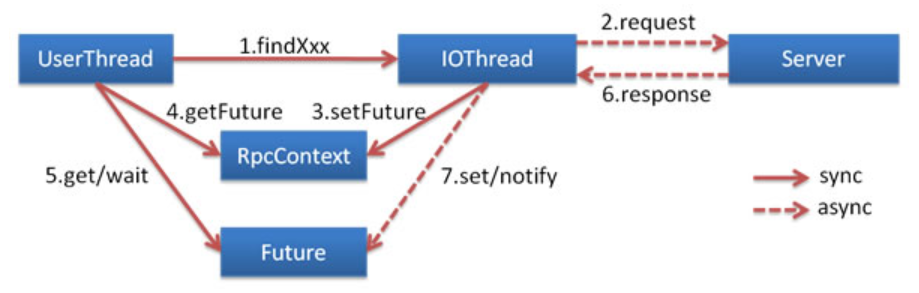 2.request
1.findXxx
UserThread
IOThread
Server
6.response
4.getFuture
3.setFuture
RpcContext
5.get/wait
7.set/notify
sync
async
Future